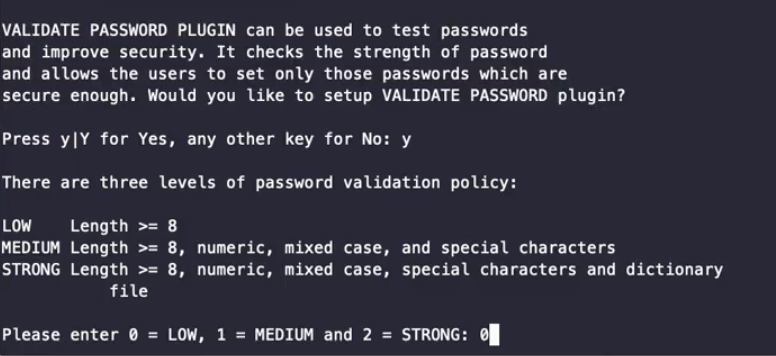 VALIDATE PASSWORD PLUGIN can be used to test passwords
and improve security. It checks the strength of password
and allows the users to set only those passwords which are
secure enough. Would you like to setup VALIDATE PASSWORD plugin?
Press y|Y for Yes, any other key for No: y
There are three levels of password validation policy:
LOW    Length >= 8
MEDIUM Length >= 8, numeric, mixed case, and special characters
STRONG Length >= 8, numeric, mixed case, special characters and dictionary
file
Please enter 0 = LOW, 1 = MEDIUM and 2 = STRONG: 0